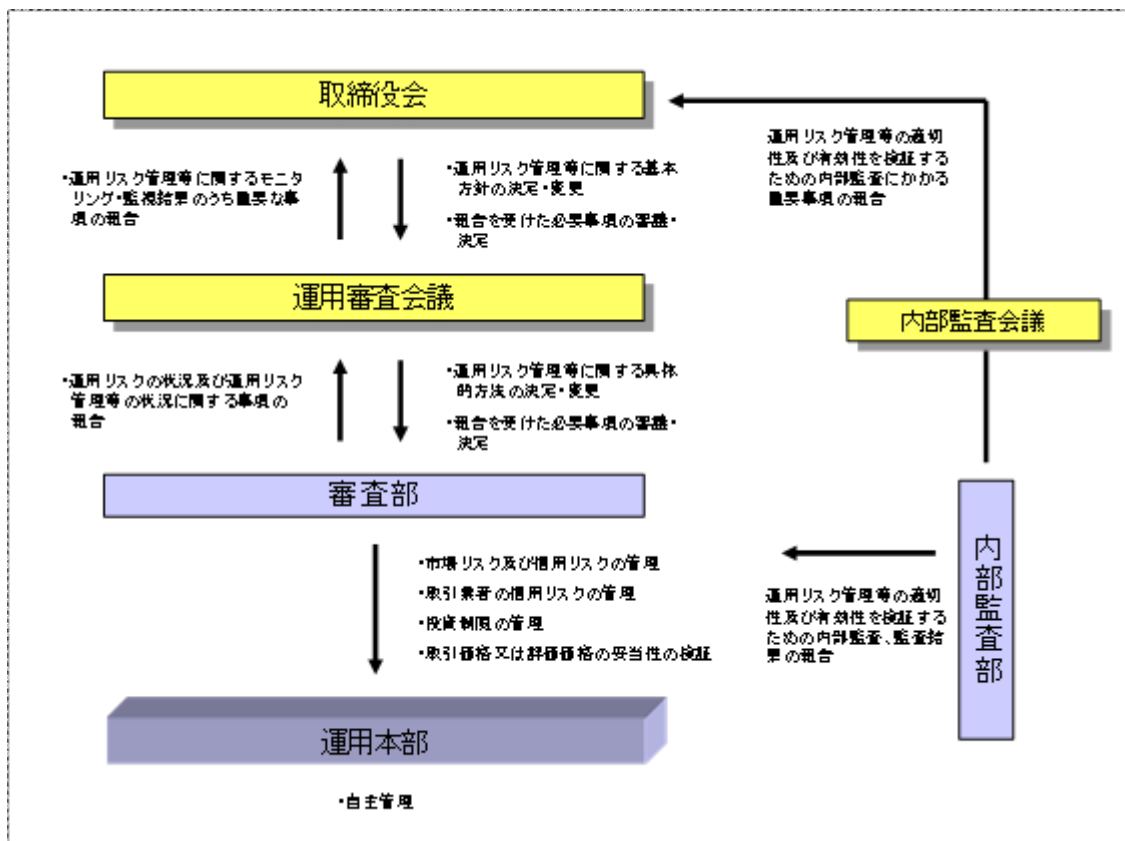 取締役会
・運用リスク管理等に関するモニタ
リング・監視結果のうち重要な事
項の報告
・運用リスク管理等に関する基本
方針の決定・変更
・報告を受けた必要事項の審議・
決定
運用リスク管理等の適切
性及び有効性を検証する
ための内部監査にかかる
重要事項の報告
運用審査会議
内部監査会議
・運用リスクの状況及び運用リスク
管理等の状況に関する事項の
報告
・運用リスク管理等に関する具体
的方法の決定・変更
・報告を受けた必要事項の審議・
決定
審査部
・市場リスク及び信用リスクの管理
・取引業者の信用リスクの管理
・投資制限の管理
・取引価格又は評価価格の妥当性の検証
運用リスク管理等の適切
性及び有効性を検証する
ための内部監査、監査結
果の報告
内部監査部
運用本部
・自主管理